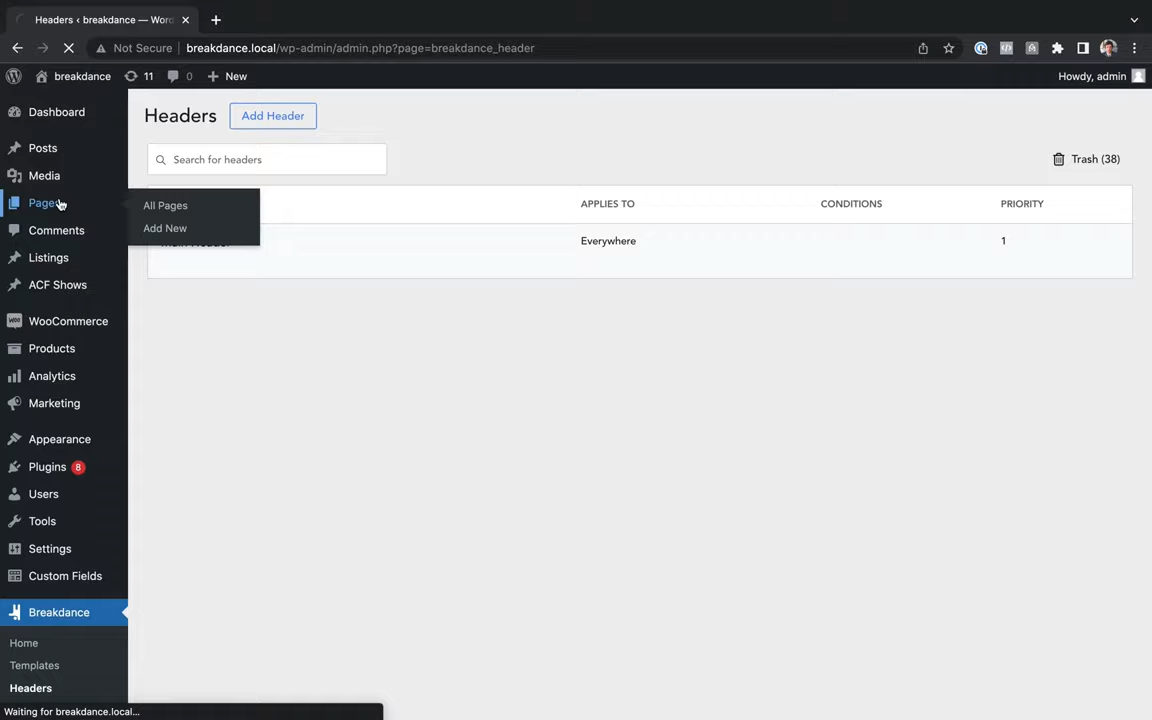 Headers ‹ breakdance — Word
Not Secure
breakdance.local/wp-admin/admin.php?page=breakdance_header
breakdance
11
0
New
Howdy, admin
Dashboard
Posts
Media
Pages
Comments
Listings
ACF Shows
WooCommerce
Products
Analytics
Marketing
Appearance
Plugins 8
Users
Tools
Settings
Custom Fields
Breakdance
Home
Templates
Headers
All Pages
Add New
Headers
Add Header
Search for headers
Trash (38)
APPLIES TO
CONDITIONS
PRIORITY
Main Header
Everywhere
1
Waiting for breakdance.local...